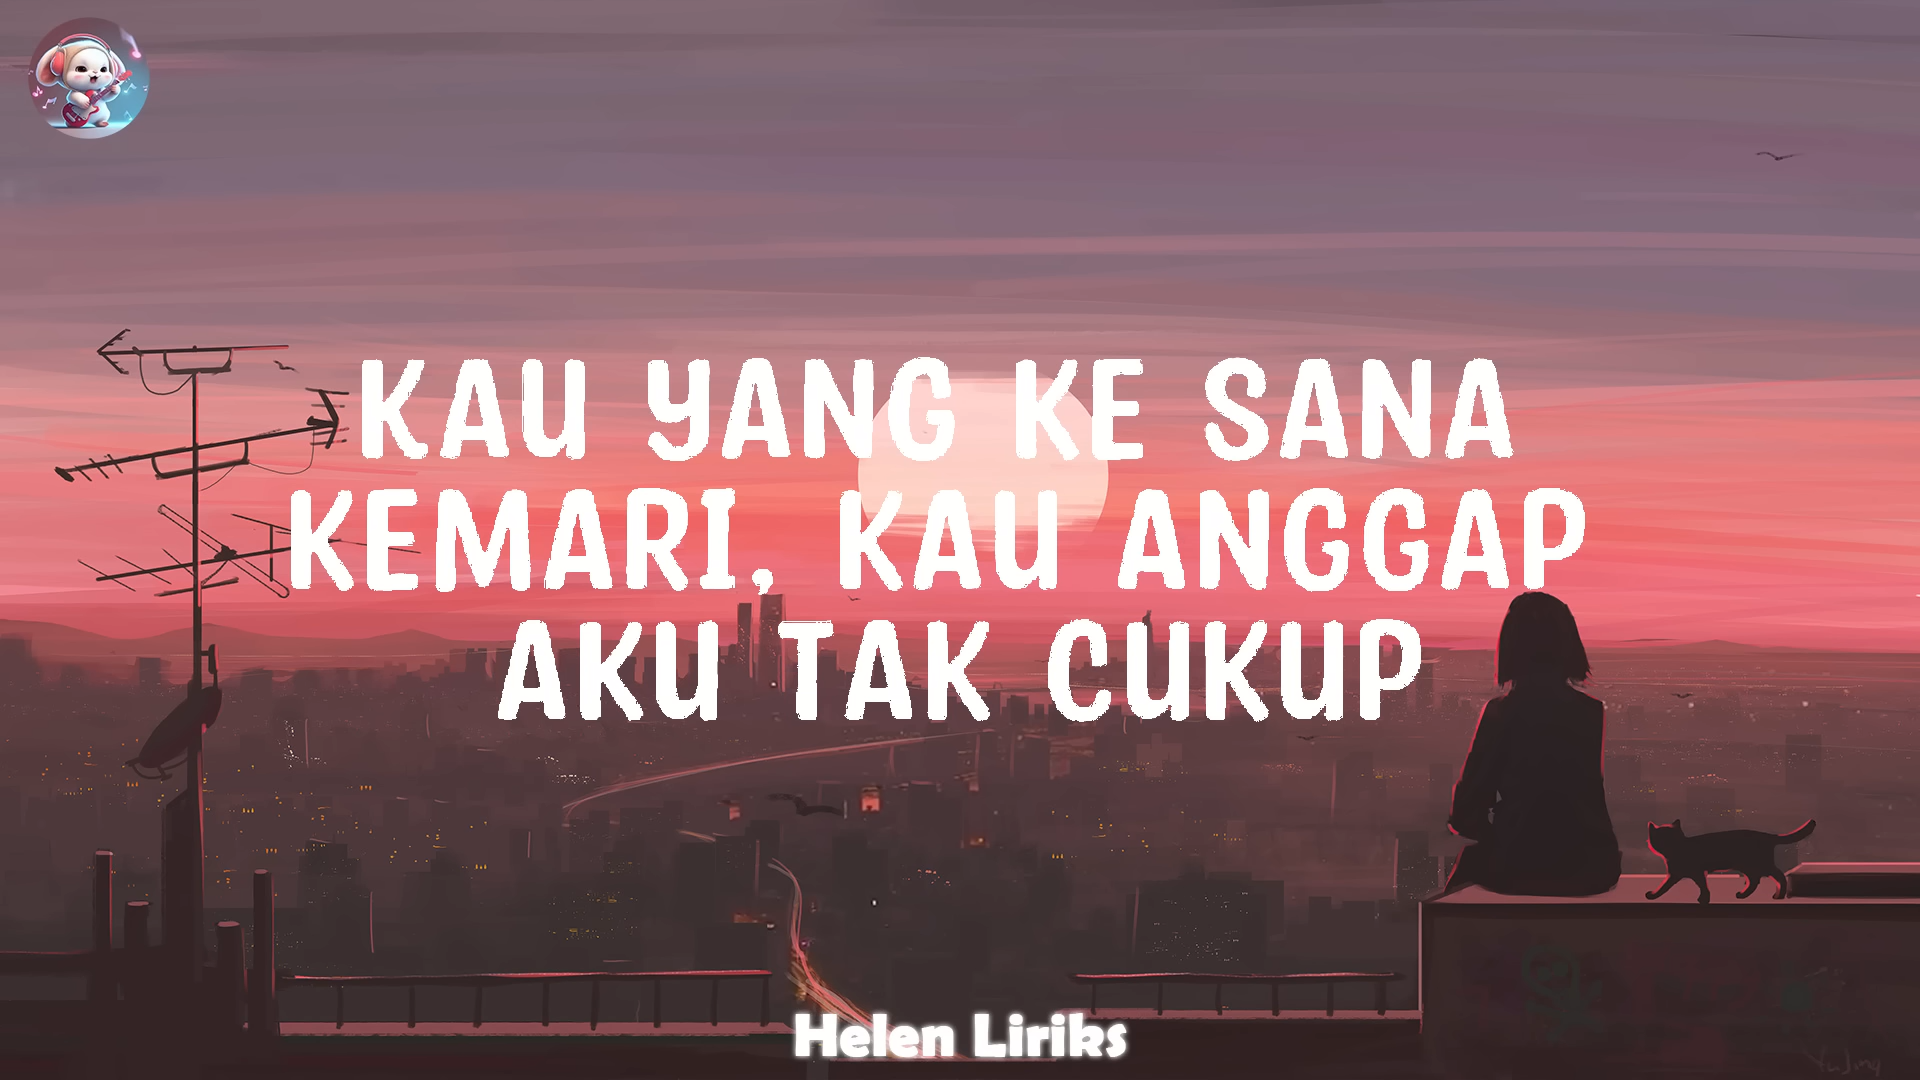 KAU YANG KE SANA
KEMARI, KAU ANGGAP
AKU TAK CUKUP
Helen Liriks